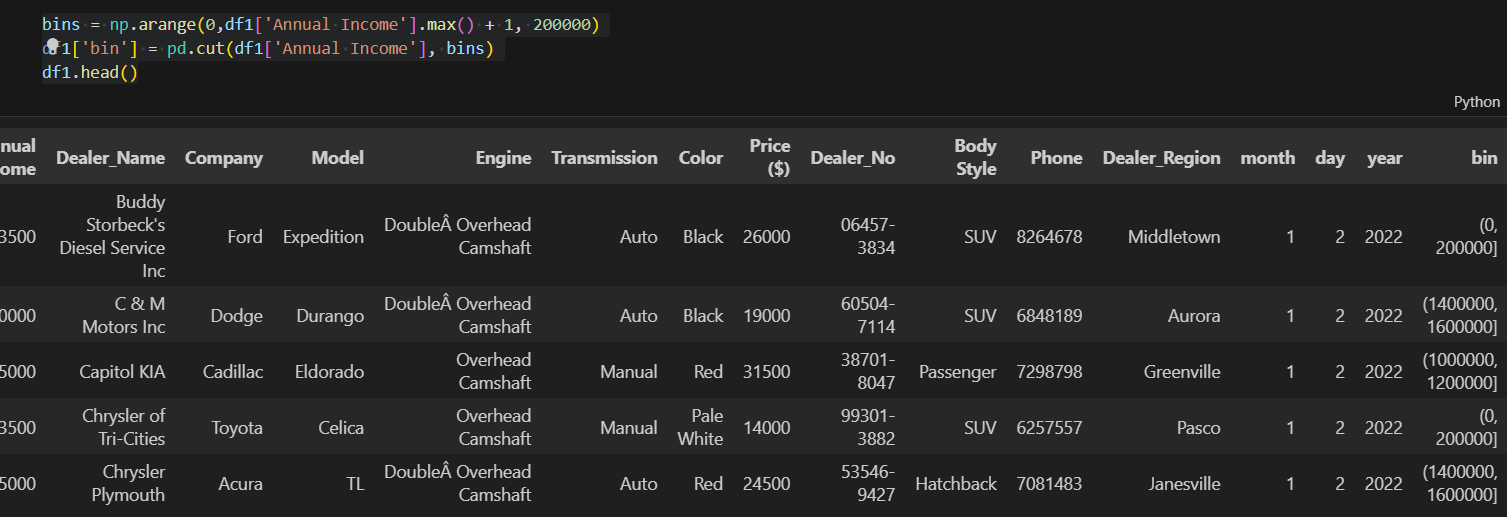 bins = np.arange(0,df1['Annual Income'].max() + 1, 200000)
df1['bin'] = pd.cut(df1['Annual Income'], bins)
df1.head()
Python
nual ome Dealer_Name Company Model Engine Transmission Color Price ($) Dealer_No Body Style Phone Dealer_Region month day year bin
3500 Buddy Storbeck's Diesel Service Inc Ford Expedition DoubleÂ Overhead Camshaft Auto Black 26000 06457-3834 SUV 8264678 Middletown 1 2 2022 (0, 200000]
0000 C & M Motors Inc Dodge Durango DoubleÂ Overhead Camshaft Auto Black 19000 60504-7114 SUV 6848189 Aurora 1 2 2022 (1400000, 1600000]
5000 Capitol KIA Cadillac Eldorado Overhead Camshaft Manual Red 31500 38701-8047 Passenger 7298798 Greenville 1 2 2022 (1000000, 1200000]
3500 Chrysler of Tri-Cities Toyota Celica Overhead Camshaft Manual Pale White 14000 99301-3882 SUV 6257557 Pasco 1 2 2022 (0, 200000]
5000 Chrysler Plymouth Acura TL DoubleÂ Overhead Camshaft Auto Red 24500 53546-9427 Hatchback 7081483 Janesville 1 2 2022 (1400000, 1600000]